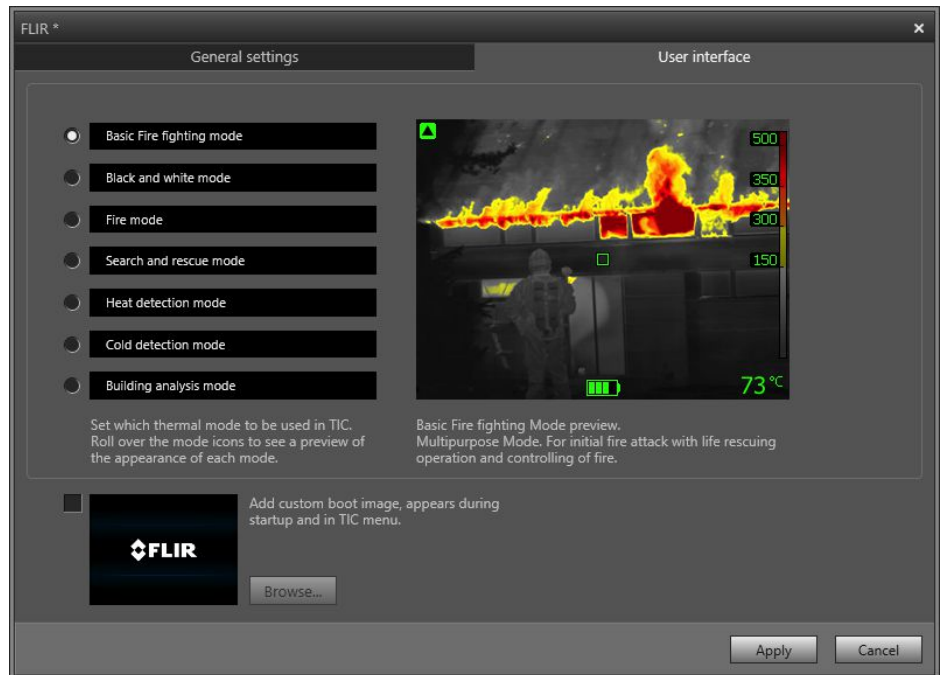 FLIR *
General settings
User interface
Basic Fire fighting mode
Black and white mode
Fire mode
Search and rescue mode
Heat detection mode
Cold detection mode
Building analysis mode
Set which thermal mode to be used in TIC.
Roll over the mode icons to see a preview of
the appearance of each mode.
500
350
300
150
73 °C
Basic Fire fighting Mode preview.
Multipurpose Mode. For initial fire attack with life rescuing
operation and controlling of fire.
FLIR
Add custom boot image, appears during
startup and in TIC menu.
Browse...
Apply
Cancel